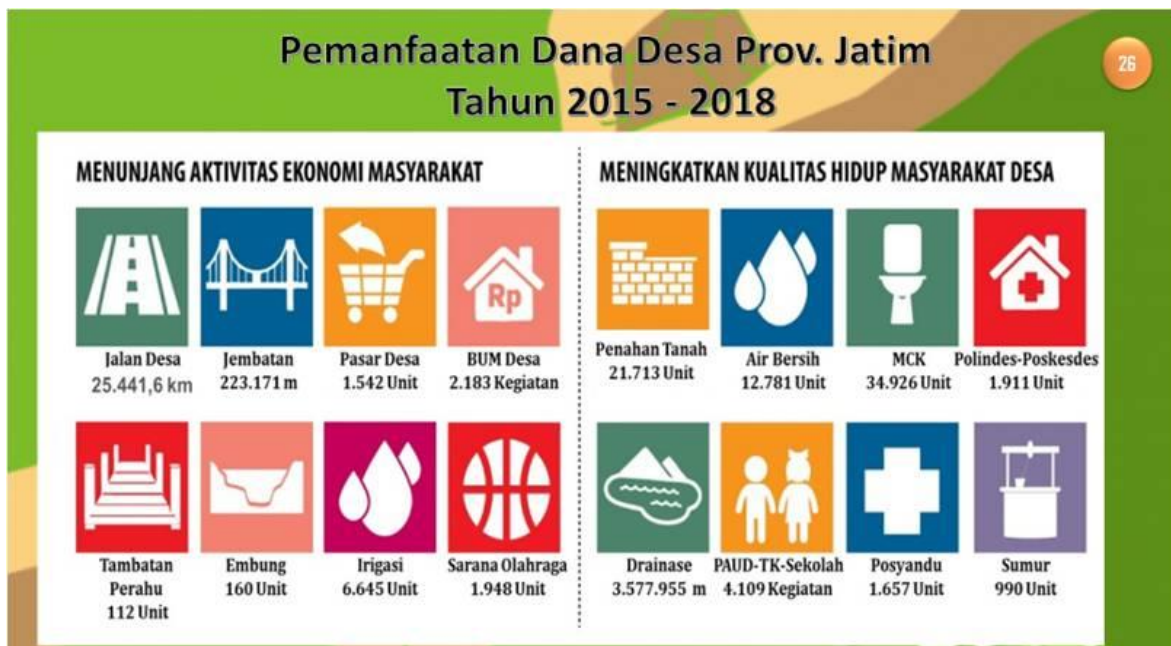 Pemanfaatan Dana Desa Prov. Jatim
Tahun 2015 - 2018
26
MENUNJANG AKTIVITAS EKONOMI MASYARAKAT
Jalan Desa
25.441,6 km
Jembatan
223.171 m
Pasar Desa
1.542 Unit
Rp
BUM Desa
2.183 Kegiatan
Tambatan
Perahu
112 Unit
Embung
160 Unit
Irigasi
6.645 Unit
Sarana Olahraga
1.948 Unit
MENINGKATKAN KUALITAS HIDUP MASYARAKAT DESA
Penahan Tanah
21.713 Unit
Air Bersih
12.781 Unit
MCK
34.926 Unit
Polindes-Poskesdes
1.911 Unit
Drainase
3.577.955 m
PAUD-TK-Sekolah
4.109 Kegiatan
Posyandu
1.657 Unit
Sumur
990 Unit